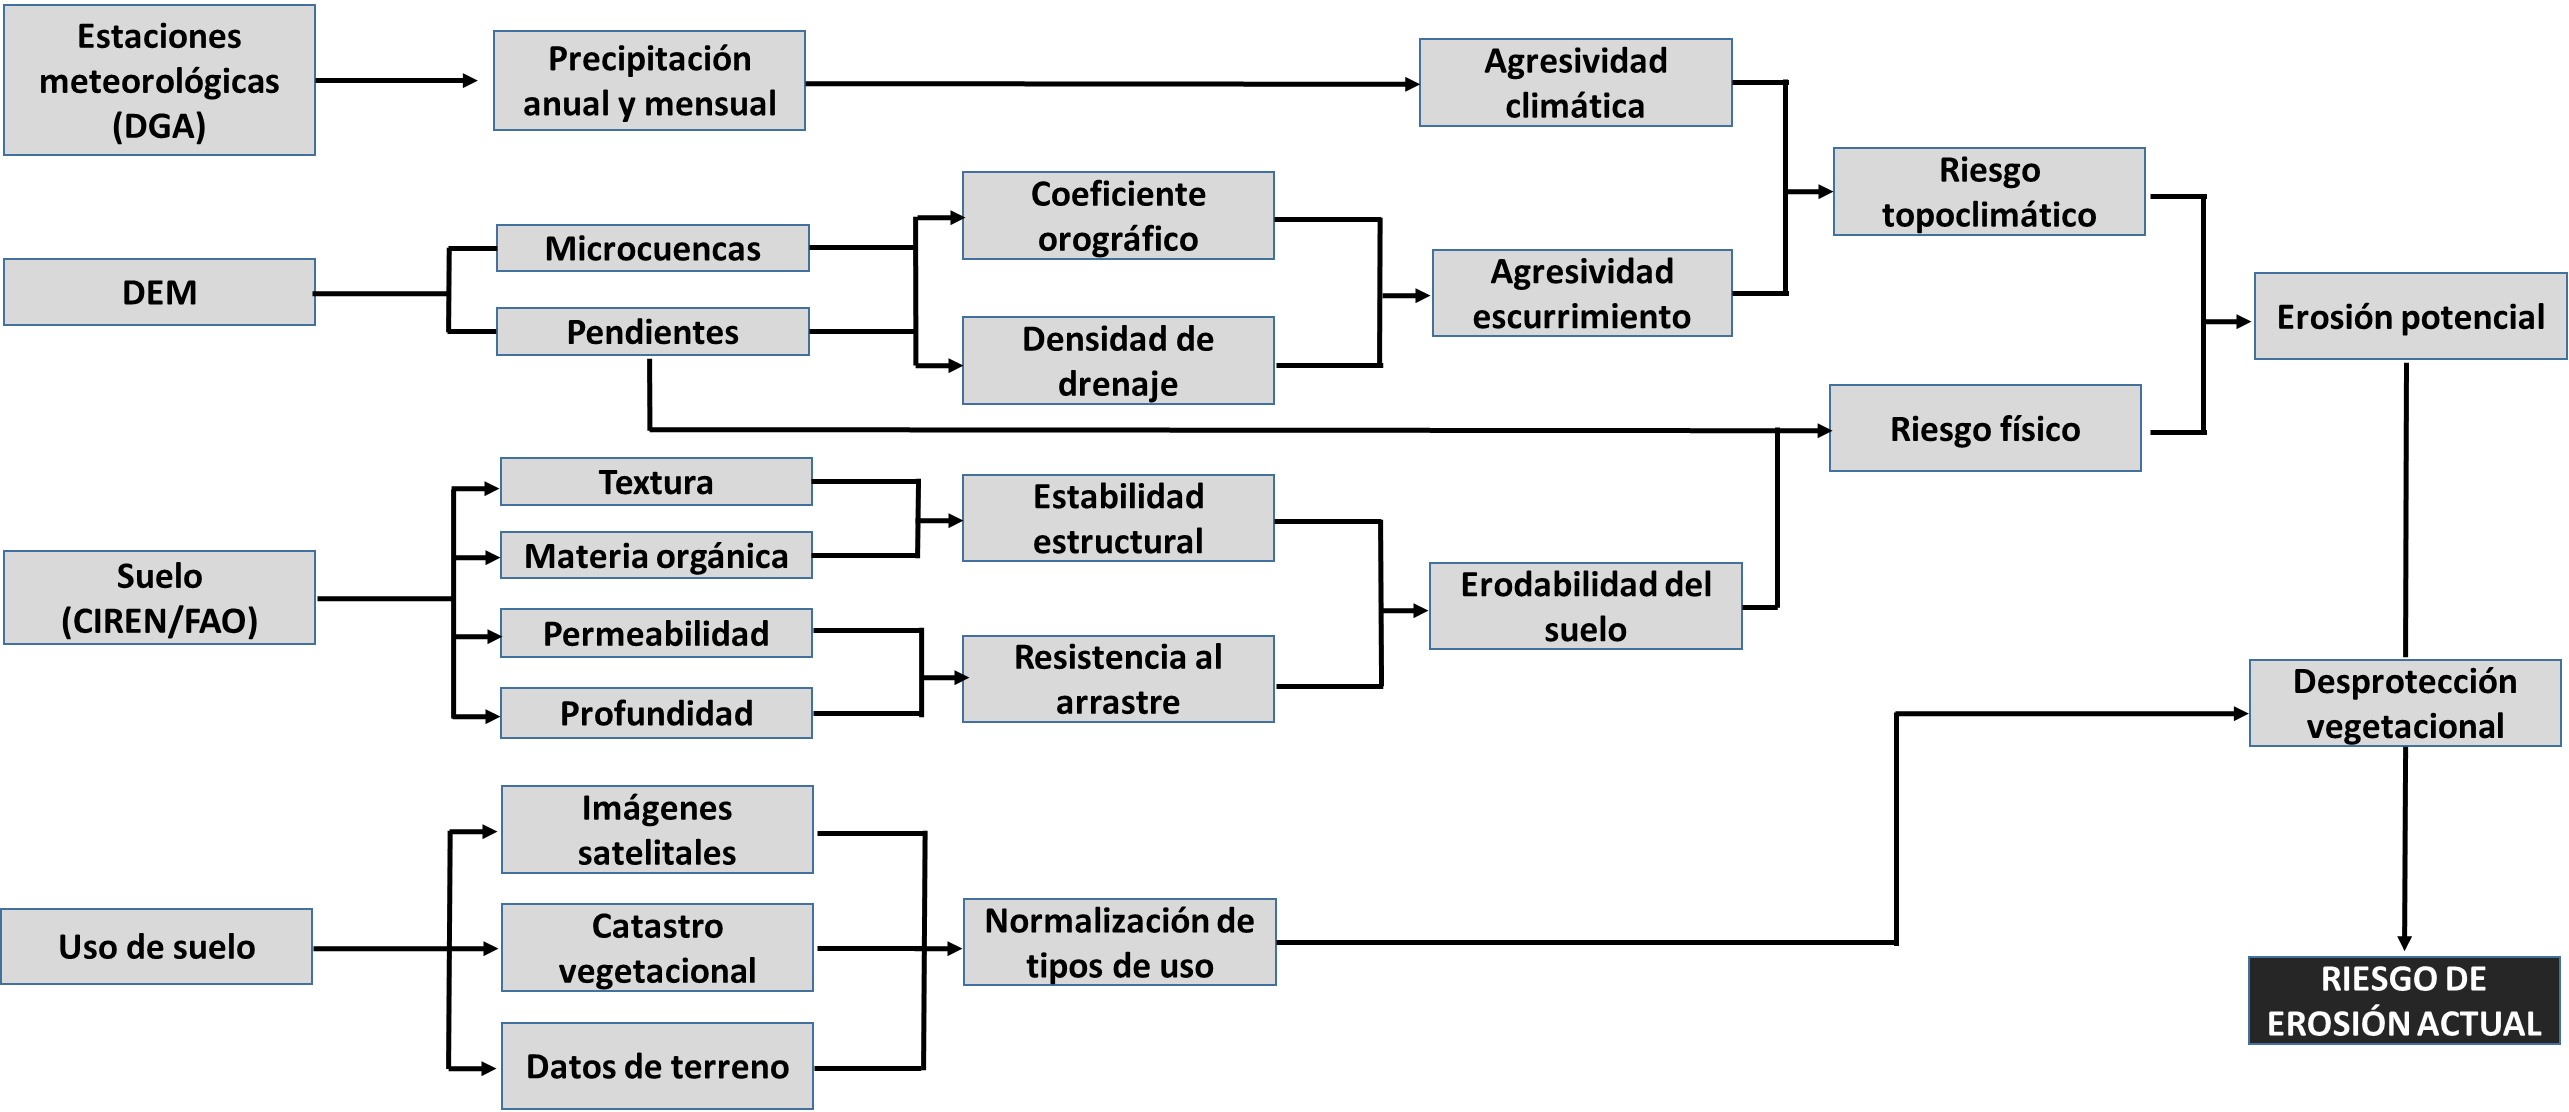 Estaciones
meteorológicas
(DGA)
Precipitación
anual y mensual
Agresividad
climática
Riesgo
topoclimático
DEM
Microcuencas
Pendientes
Coeficiente
orográfico
Densidad de
drenaje
Agresividad
escurrimiento
Erosión potencial
Riesgo físico
Suelo
(CIREN/FAO)
Textura
Materia orgánica
Permeabilidad
Profundidad
Estabilidad
estructural
Resistencia al
arrastre
Erodabilidad del
suelo
Desprotección
vegetacional
Uso de suelo
Imágenes
satelitales
Catastro
vegetacional
Datos de terreno
Normalización de
tipos de uso
RIESGO DE
EROSIÓN ACTUAL